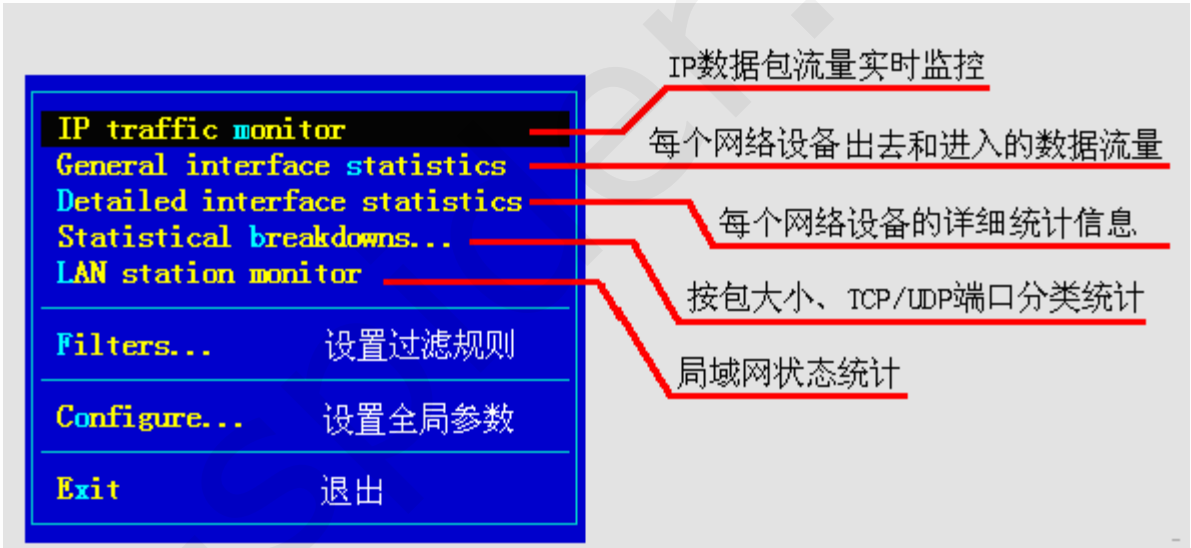 IP数据包流量实时监控
IP traffic monitor
每个网络设备出去和进入的数据流量
General interface statistics
Detailed interface statistics
每个网络设备的详细统计信息
Statistical breakdowns...
LAN station monitor
按包大小、TCP/UDP端口分类统计
Filters... 设置过滤规则
局域网状态统计
Configure... 设置全局参数
Exit 退出